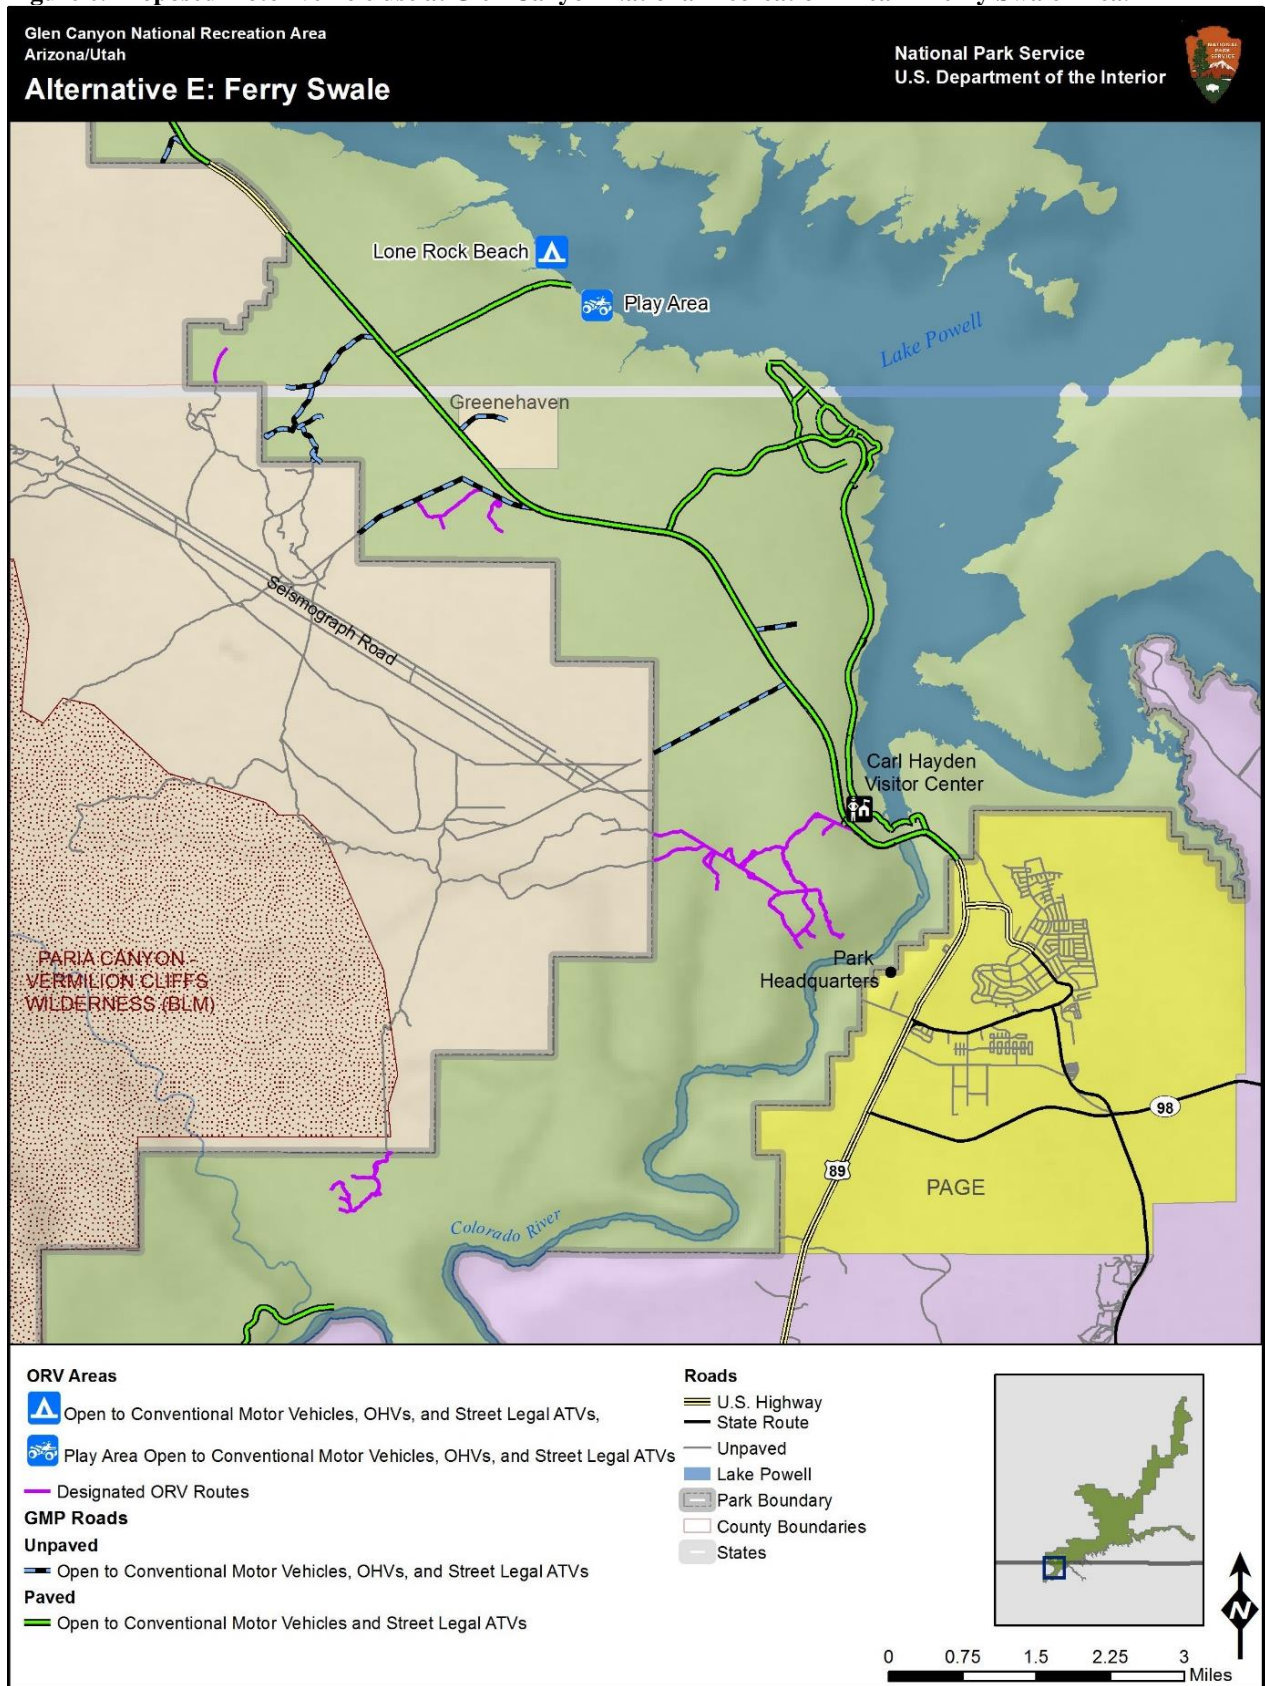 Glen Canyon National Recreation Area
Arizona/Utah
Alternative E: Ferry Swale
National Park Service
U.S. Department of the Interior
NATIONAL
PARK
SERVICE
Lone Rock Beach
Play Area
Lake Powell
Greenehaven
Seismograph Road
Carl Hayden
Visitor Center
PARIA CANYON
VERMILION CLIFFS
WILDERNESS (BLM)
Park
Headquarters
98
89
PAGE
Colorado River
ORV Areas
Open to Conventional Motor Vehicles, OHVs, and Street Legal ATVs,
Play Area Open to Conventional Motor Vehicles, OHVs, and Street Legal ATVs
Designated ORV Routes
GMP Roads
Unpaved
Open to Conventional Motor Vehicles, OHVs, and Street Legal ATVs
Paved
Open to Conventional Motor Vehicles and Street Legal ATVs
Roads
U.S. Highway
State Route
Unpaved
Lake Powell
Park Boundary
County Boundaries
States
N
0 0.75 1.5 2.25 3
Miles